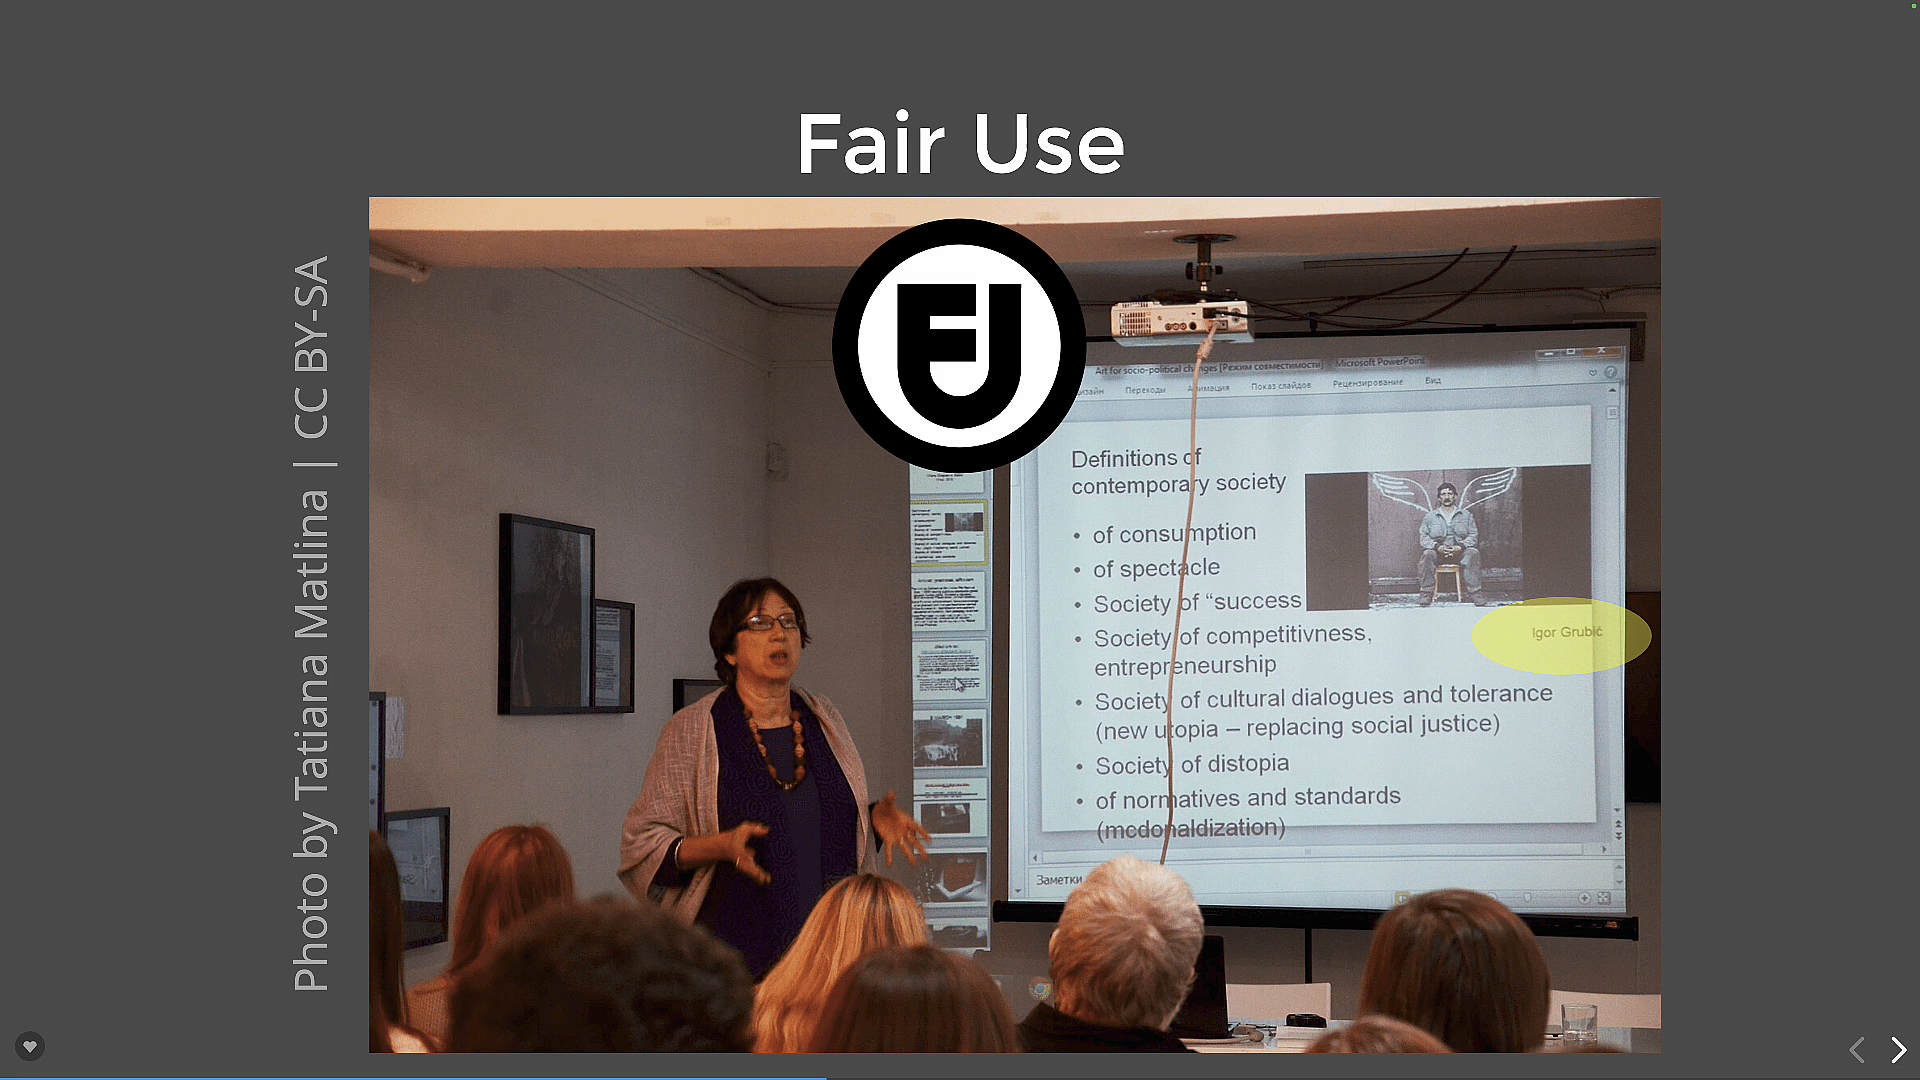 Fair Use
Photo by Tatiana Matlina | CC BY-SA
Art for socio-political changes [Режим совместимости] - Microsoft PowerPoint
Переходы Анимация Показ слайдов Рецензирование Вид
Definitions of
contemporary society
• of consumption
• of spectacle
• Society of “success
• Society of competitivness,
entrepreneurship
Igor Grubić
• Society of cultural dialogues and tolerance
(new utopia – replacing social justice)
• Society of distopia
• of normatives and standards
(mcdonaldization)
Заметки